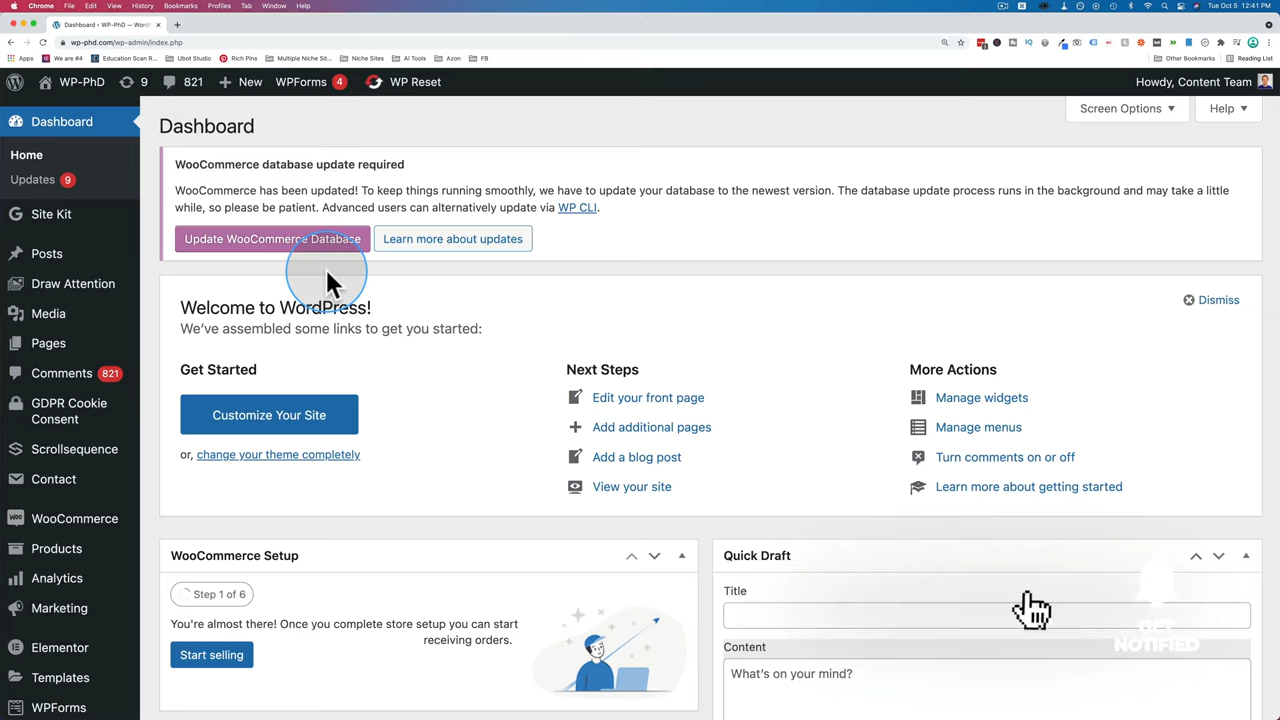 Chrome File Edit View History Bookmarks Profiles Tab Window Help
Tue Oct 5 12:41 PM
Dashboard ‹ WP-PhD — Word
wp-phd.com/wp-admin/index.php
Apps We are #4 Education Scan R... Ubot Studio Rich Pins Multiple Niche Sit... Niche Sites AI Tools Azon FB Other Bookmarks Reading List
WP-PhD 9 821 New WPForms 4 WP Reset Howdy, Content Team
Screen Options Help
Dashboard
Home
Updates 9
Site Kit
Posts
Draw Attention
Media
Pages
Comments 821
GDPR Cookie
Consent
Scrollsequence
Contact
WooCommerce
Products
Analytics
Marketing
Elementor
Templates
WPForms
Dashboard
WooCommerce database update required
WooCommerce has been updated! To keep things running smoothly, we have to update your database to the newest version. The database update process runs in the background and may take a little
while, so please be patient. Advanced users can alternatively update via WP CLI.
Update WooCommerce Database Learn more about updates
Welcome to WordPress!
Dismiss
We've assembled some links to get you started:
Get Started
Customize Your Site
or, change your theme completely
Next Steps
Edit your front page
Add additional pages
Add a blog post
View your site
More Actions
Manage widgets
Manage menus
Turn comments on or off
Learn more about getting started
WooCommerce Setup
Step 1 of 6
You're almost there! Once you complete store setup you can start
receiving orders.
Start selling
Quick Draft
Title
Content
What's on your mind?
GET
NOTIFIED